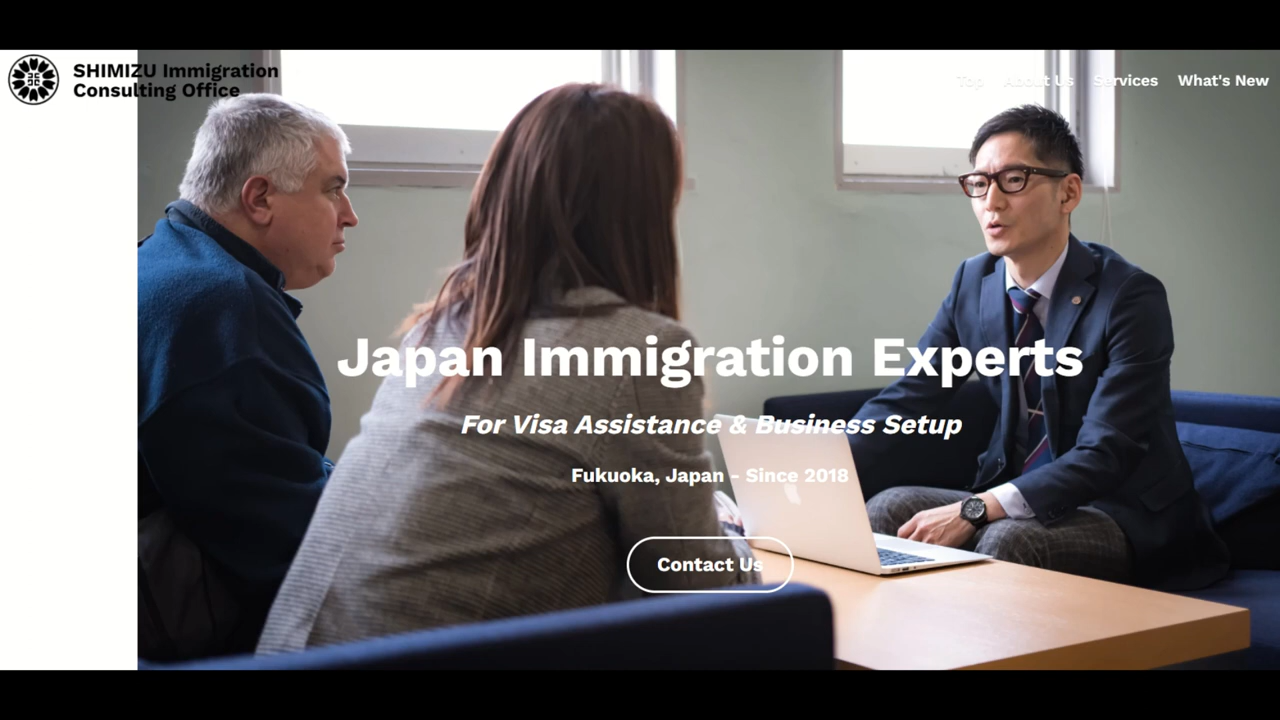 SHIMIZU Immigration
Consulting Office
Top About Us Services What's New
Japan Immigration Experts
For Visa Assistance & Business Setup
Fukuoka, Japan - Since 2018
Contact Us